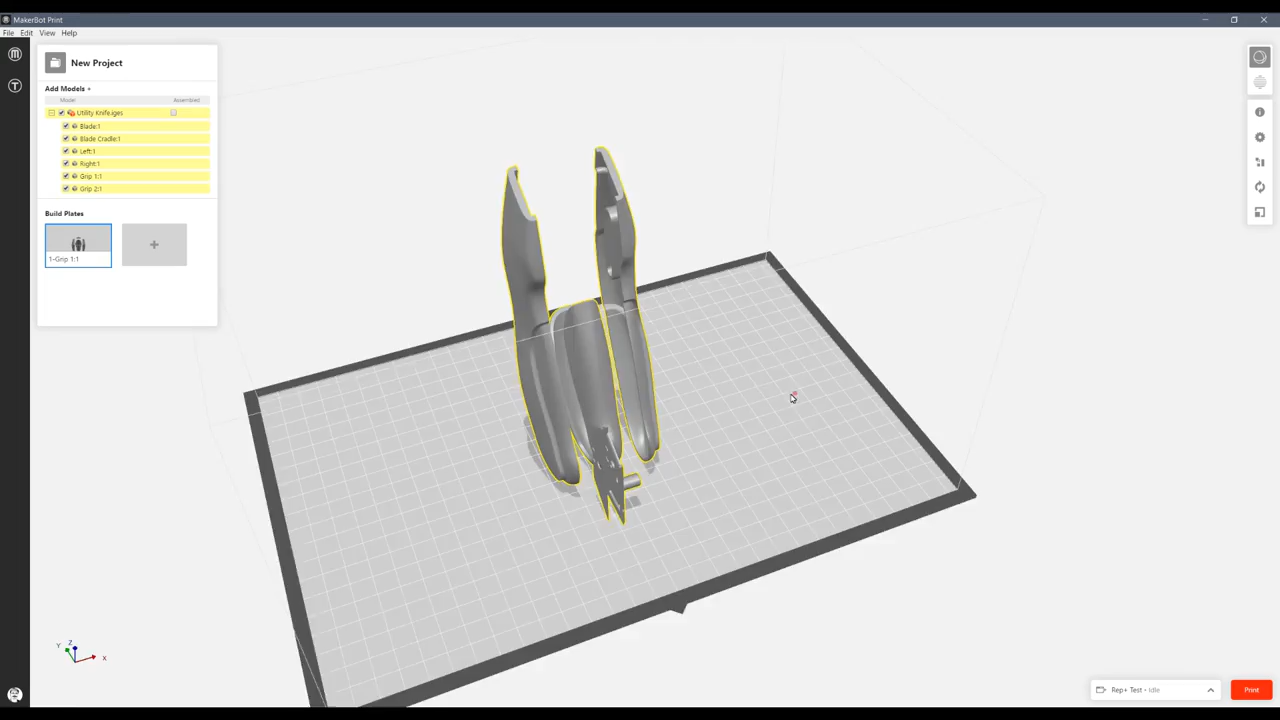 MakerBot Print
File Edit View Help
New Project
Add Models +
Model Assembled
Utility Knife.iges
Blade:1
Blade Cradle:1
Left:1
Right:1
Grip 1:1
Grip 2:1
Build Plates
+
1-Grip 1:1
Y Z X
Rep+ Test - Idle
Print